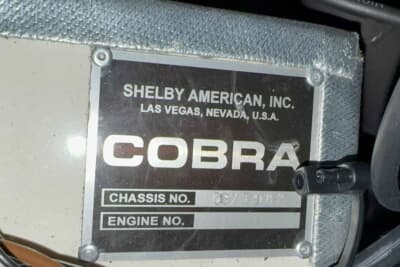 SHELBY AMERICAN, INC.
LAS VEGAS, NEVADA, U.S.A.
COBRA
CHASSIS NO.
ENGINE NO.